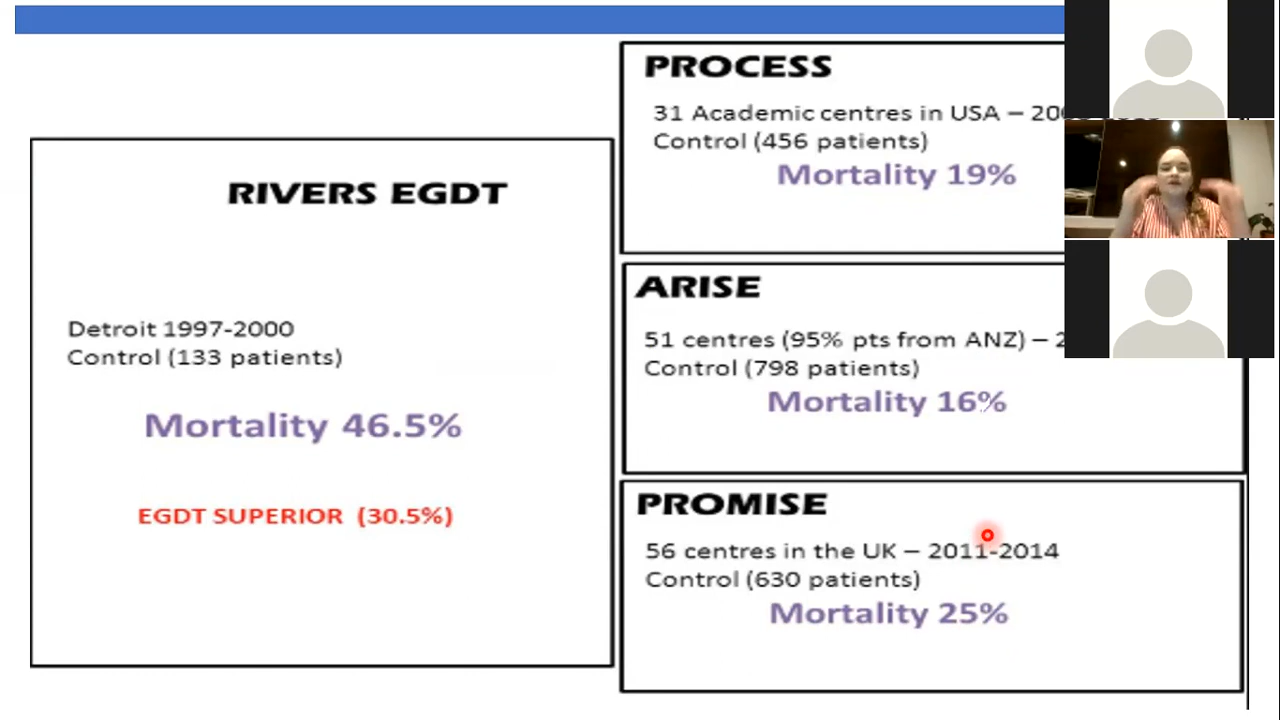 RIVERS EGDT
Detroit 1997-2000
Control (133 patients)
Mortality 46.5%
EGDT SUPERIOR (30.5%)
PROCESS
31 Academic centres in USA –
Control (456 patients)
Mortality 19%
ARISE
51 centres (95% pts from ANZ) –
Control (798 patients)
Mortality 16%
PROMISE
56 centres in the UK – 2011-2014
Control (630 patients)
Mortality 25%